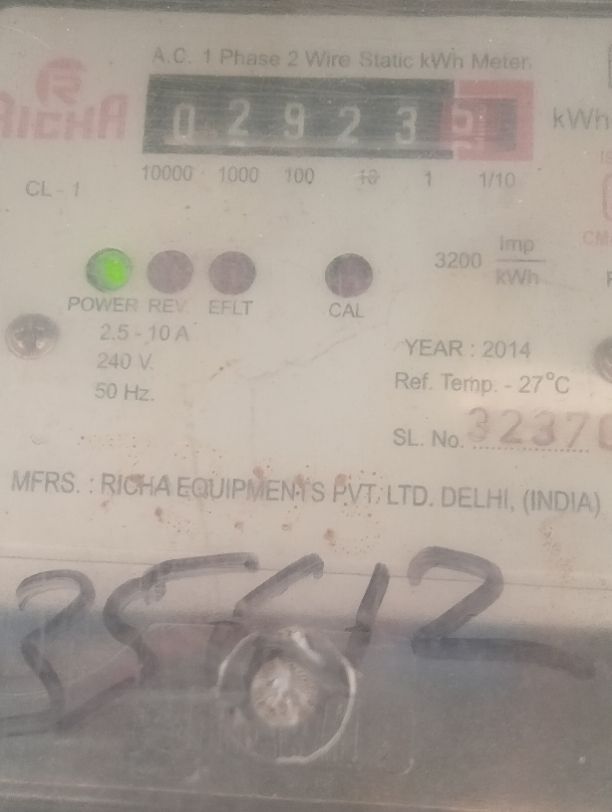 A.C. 1 Phase 2 Wire Static kWh Meter
RICHA
0 2 9 2 3 5
kWh
10000 1000 100 10 1 1/10
CL - 1
3200 imp/kWh
POWER REV. EFLT CAL
2.5 - 10 A
240 V.
50 Hz.
YEAR : 2014
Ref. Temp. - 27°C
SL. No. 3237
MFRS. : RICHA EQUIPMENTS PVT. LTD. DELHI, (INDIA)